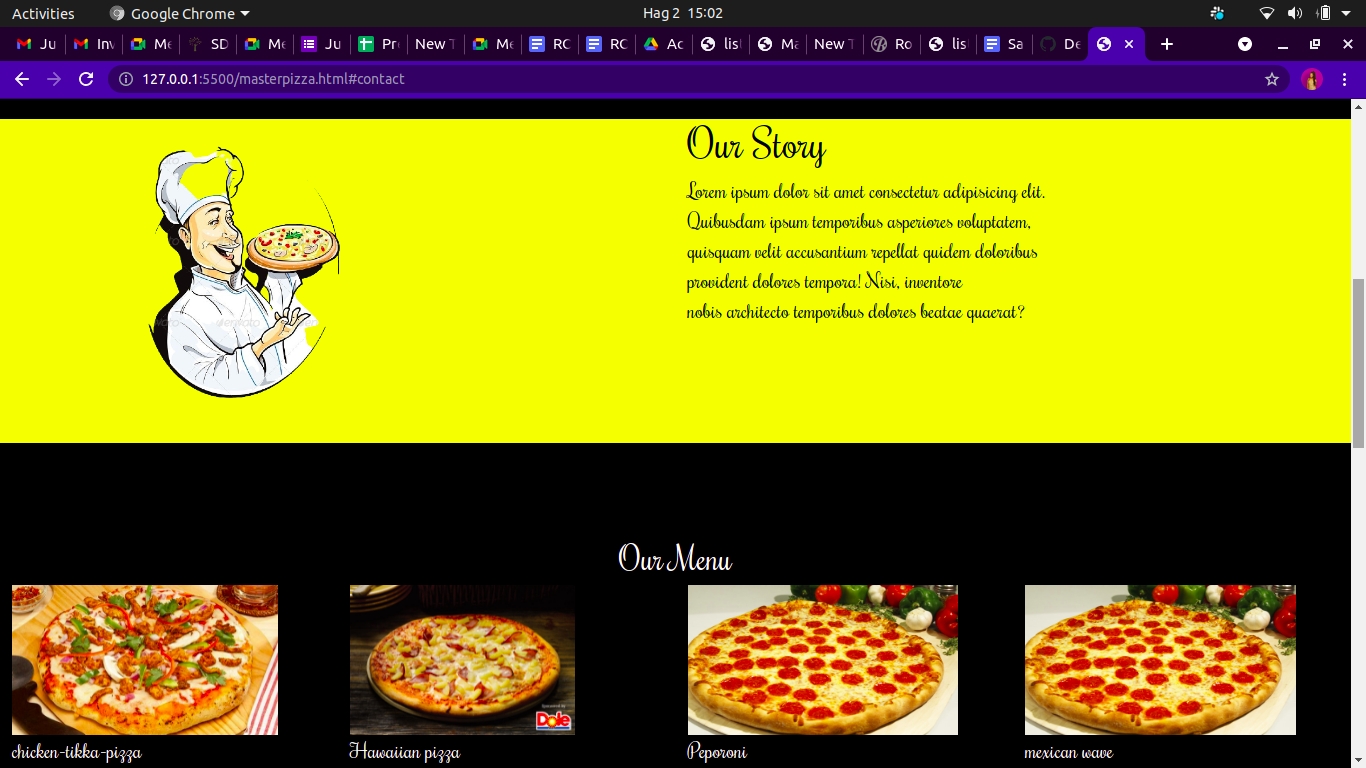 Activities
Google Chrome
Hag 2 15:02
Ju
Inv
Me
SD
Me
Ju
Pr
New T
Me
RC
RC
Ac
lis
Ma
New T
Ro
lis
Sa
De
127.0.0.1:5500/masterpizza.html#contact
Our Story
Lorem ipsum dolor sit amet consectetur adipisicing elit.
Quibusdam ipsum temporibus asperiores voluptatem,
quisquam velit accusantium repellat quidem doloribus
provident dolores tempora! Nisi, inventore
nobis architecto temporibus dolores beatae quaerat?
Our Menu
Dole
chicken-tikka-pizza
Hawaiian pizza
Peporoni
mexican wave